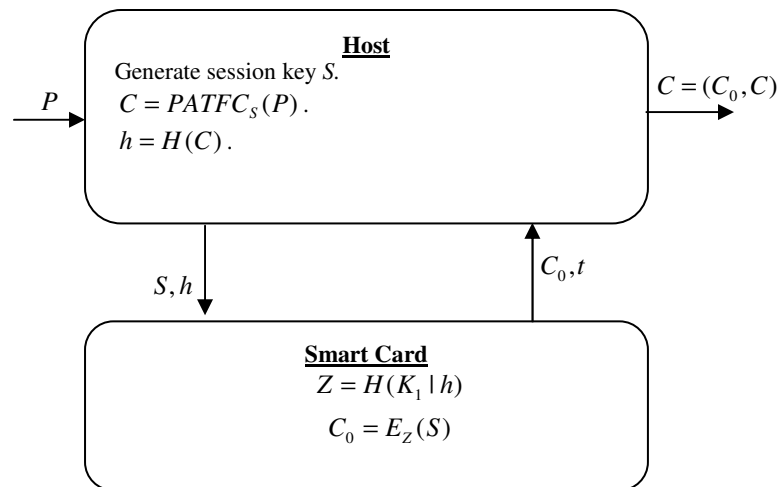 Host
Generate session key S.
C = PATFC_S(P).
h = H(C).
P
C = (C_0, C)
S, h
C_0, t
Smart Card
Z = H(K_1 | h)
C_0 = E_Z(S)